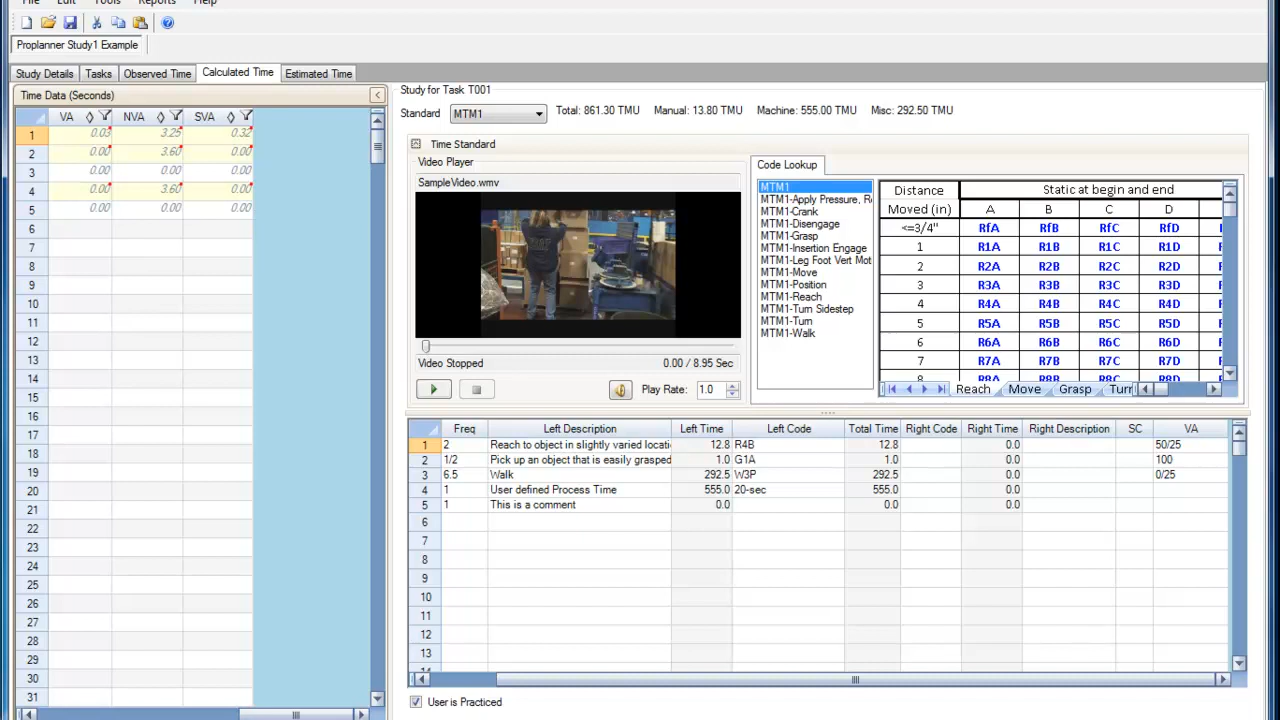 File Edit Tools Reports Help
Proplanner Study1 Example
Study Details Tasks Observed Time Calculated Time Estimated Time
Time Data (Seconds)
VA NVA SVA
1 0.03 3.25 0.32
2 0.00 3.60 0.00
3 0.00 0.00 0.00
4 0.00 3.60 0.00
5 0.00 0.00 0.00
6
7
8
9
10
11
12
13
14
15
16
17
18
19
20
21
22
23
24
25
26
27
28
29
30
31
Study for Task T001
Standard MTM1 Total: 861.30 TMU Manual: 13.80 TMU Machine: 555.00 TMU Misc: 292.50 TMU
Time Standard
Video Player
SampleVideo.wmv
Video Stopped 0.00 / 8.95 Sec
Play Rate: 1.0
Code Lookup
MTM1
MTM1-Apply Pressure, R
MTM1-Crank
MTM1-Disengage
MTM1-Grasp
MTM1-Insertion Engage
MTM1-Leg Foot Vert Mot
MTM1-Move
MTM1-Position
MTM1-Reach
MTM1-Turn Sidestep
MTM1-Turn
MTM1-Walk
Distance Static at begin and end
Moved (in) A B C D
<=3/4" RfA RfB RfC RfD
1 R1A R1B R1C R1D
2 R2A R2B R2C R2D
3 R3A R3B R3C R3D
4 R4A R4B R4C R4D
5 R5A R5B R5C R5D
6 R6A R6B R6C R6D
7 R7A R7B R7C R7D
8 R8A R8B R8C R8D
Reach Move Grasp Turn
Freq Left Description Left Time Left Code Total Time Right Code Right Time Right Description SC VA
1 2 Reach to object in slightly varied locati 12.8 R4B 12.8 0.0 50/25
2 1/2 Pick up an object that is easily grasped 1.0 G1A 1.0 0.0 100
3 6.5 Walk 292.5 W3P 292.5 0.0 0/25
4 1 User defined Process Time 555.0 20-sec 555.0 0.0
5 1 This is a comment 0.0 0.0 0.0
6
7
8
9
10
11
12
13
14
User is Practiced